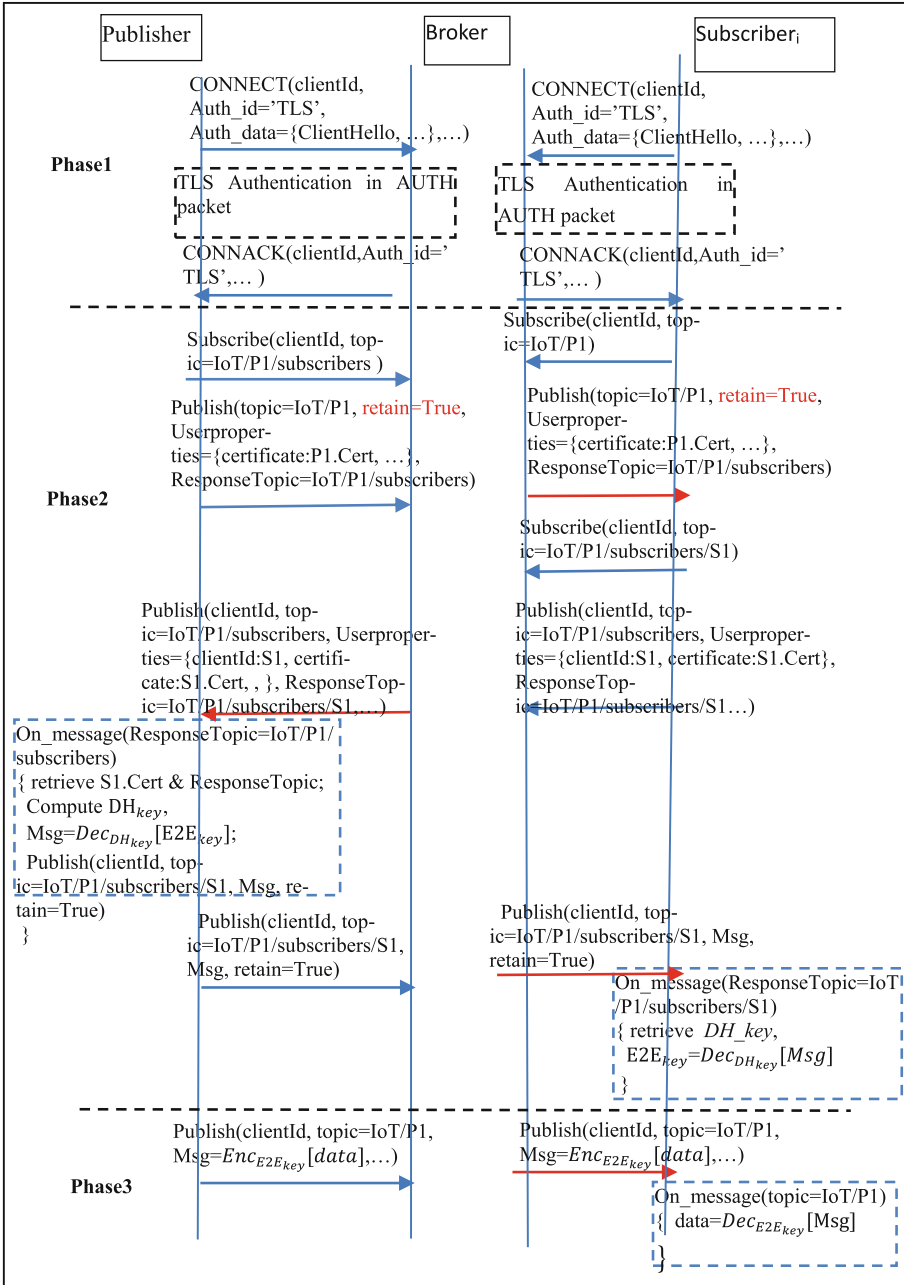 Publisher
Broker
Subscriberᵢ
CONNECT(clientId,
Auth_id=’TLS’,
Auth_data={ClientHello, …},…)
CONNECT(clientId,
Auth_id=’TLS’,
Auth_data={ClientHello, …},…)
Phase1
TLS Authentication in AUTH
packet
TLS Authentication in
AUTH packet
CONNACK(clientId,Auth_id=’
TLS’,… )
CONNACK(clientId,Auth_id=’
TLS’,… )
Subscribe(clientId, top-
ic=IoT/P1/subscribers )
Subscribe(clientId, top-
ic=IoT/P1)
Publish(topic=IoT/P1, retain=True,
Userproper-
ties={certificate:P1.Cert, …},
ResponseTopic=IoT/P1/subscribers)
Publish(topic=IoT/P1, retain=True,
Userproper-
ties={certificate:P1.Cert, …},
ResponseTopic=IoT/P1/subscribers)
Phase2
Subscribe(clientId, top-
ic=IoT/P1/subscribers/S1)
Publish(clientId, top-
ic=IoT/P1/subscribers, Userproper-
ties={clientId:S1, certifi-
cate:S1.Cert, , }, ResponseTop-
ic=IoT/P1/subscribers/S1,…)
Publish(clientId, top-
ic=IoT/P1/subscribers, Userproper-
ties={clientId:S1, certificate:S1.Cert},
ResponseTop-
ic=IoT/P1/subscribers/S1…)
On_message(ResponseTopic=IoT/P1/
subscribers)
{ retrieve S1.Cert & ResponseTopic;
Compute DH_key,
Msg=Dec_DH_key[E2E_key];
Publish(clientId, top-
ic=IoT/P1/subscribers/S1, Msg, re-
tain=True)
}
Publish(clientId, top-
ic=IoT/P1/subscribers/S1,
Msg, retain=True)
Publish(clientId, top-
ic=IoT/P1/subscribers/S1, Msg,
retain=True)
On_message(ResponseTopic=IoT
/P1/subscribers/S1)
{ retrieve DH_key,
E2E_key=Dec_DH_key[Msg]
}
Publish(clientId, topic=IoT/P1,
Msg=Enc_E2E_key[data],…)
Publish(clientId, topic=IoT/P1,
Msg=Enc_E2E_key[data],…)
Phase3
On_message(topic=IoT/P1)
{ data=Dec_E2E_key[Msg]
}